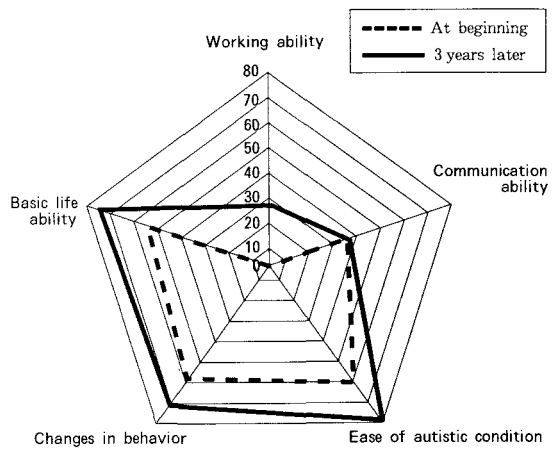 At beginning
3 years later
Working ability
80
70
60
50
40
30
20
10
0
Communication
ability
Basic life
ability
Changes in behavior
Ease of autistic condition